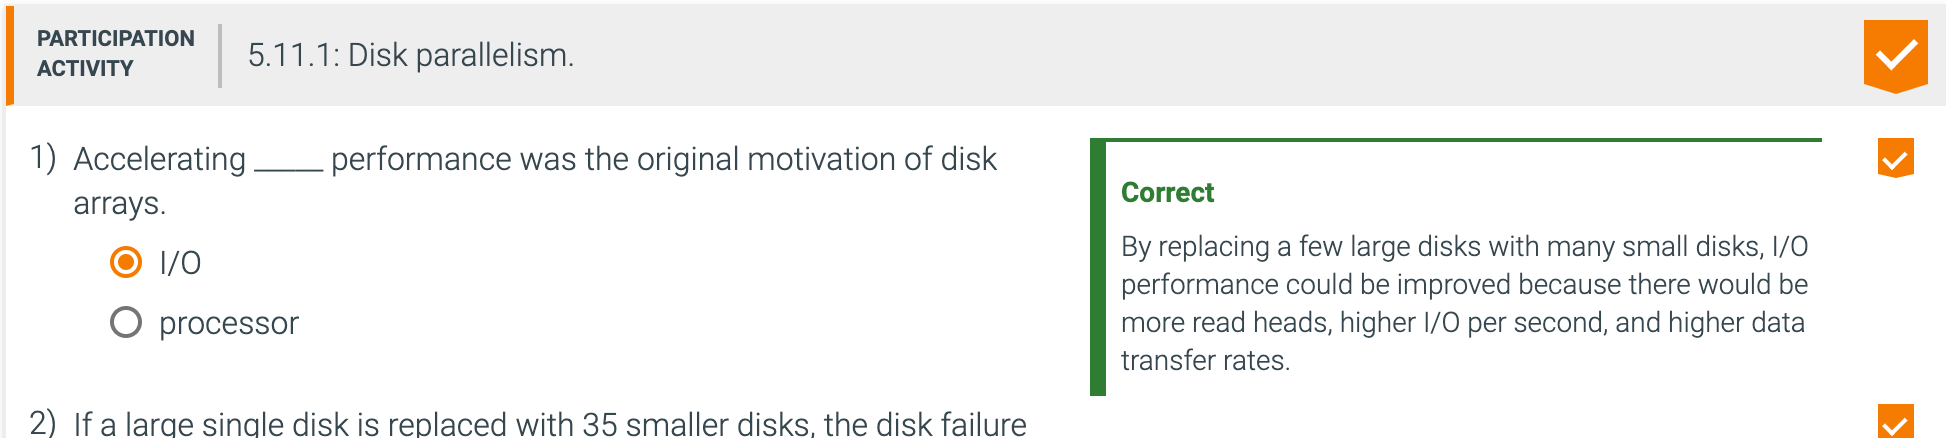 PARTICIPATION
ACTIVITY
5.11.1: Disk parallelism.
1) Accelerating _____ performance was the original motivation of disk
arrays.
I/O
processor
Correct
By replacing a few large disks with many small disks, I/O
performance could be improved because there would be
more read heads, higher I/O per second, and higher data
transfer rates.
2) If a large single disk is replaced with 35 smaller disks, the disk failure